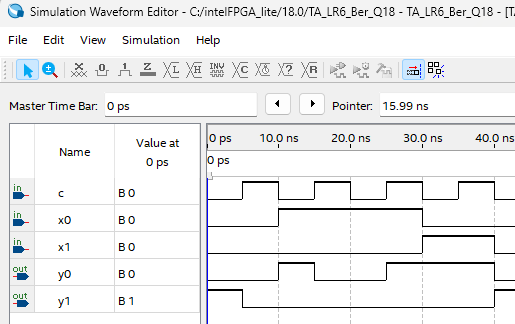 Simulation Waveform Editor - C:/intelFPGA_lite/18.0/TA_LR6_Ber_Q18 - TA_LR6_Ber_Q18 - [T
File Edit View Simulation Help
Master Time Bar: 0 ps Pointer: 15.99 ns
Name Value at 0 ps 0 ps 10.0 ns 20.0 ns 30.0 ns 40.0 n
0 ps
in c B 0
in x0 B 0
in x1 B 0
out y0 B 0
out y1 B 1